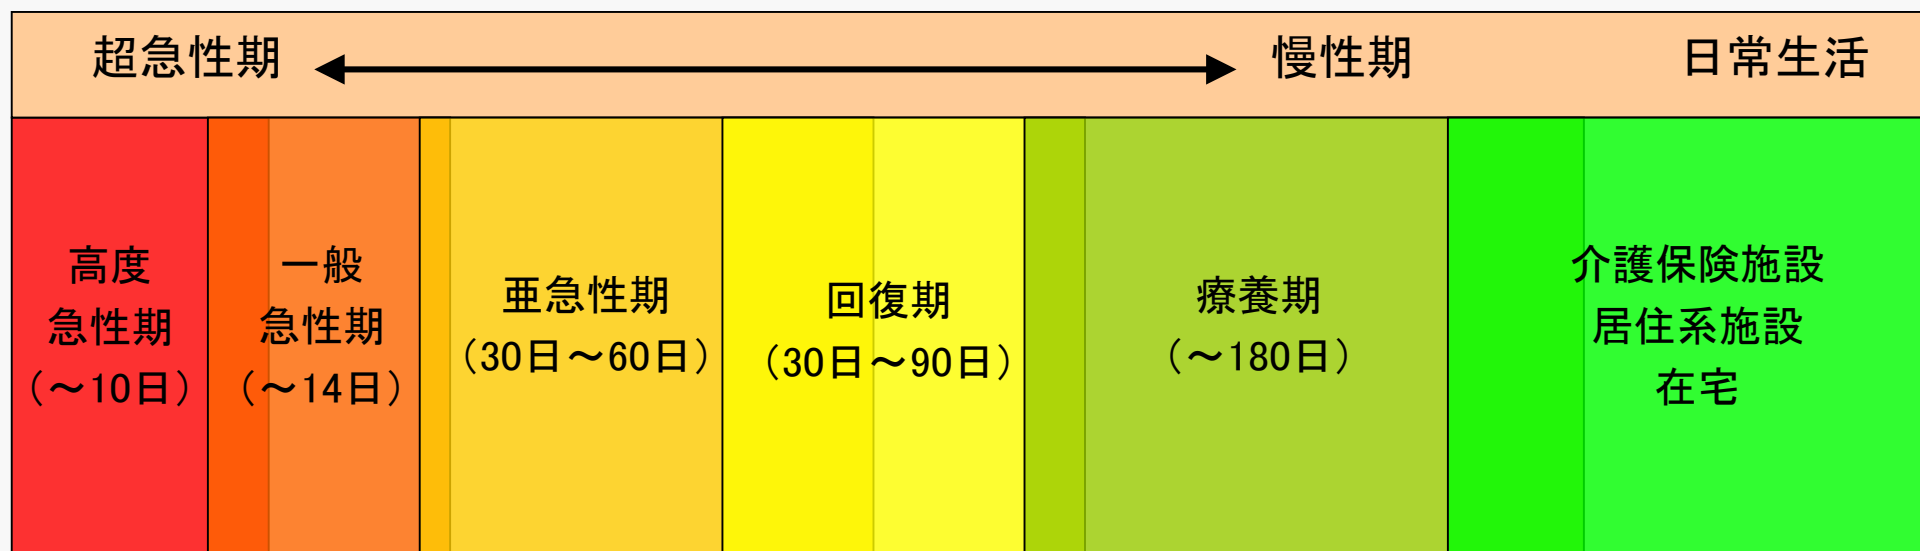 超急性期
慢性期
日常生活
高度
急性期
(～10日)
一般
急性期
(～14日)
亜急性期
(30日～60日)
回復期
(30日～90日)
療養期
(～180日)
介護保険施設
居住系施設
在宅